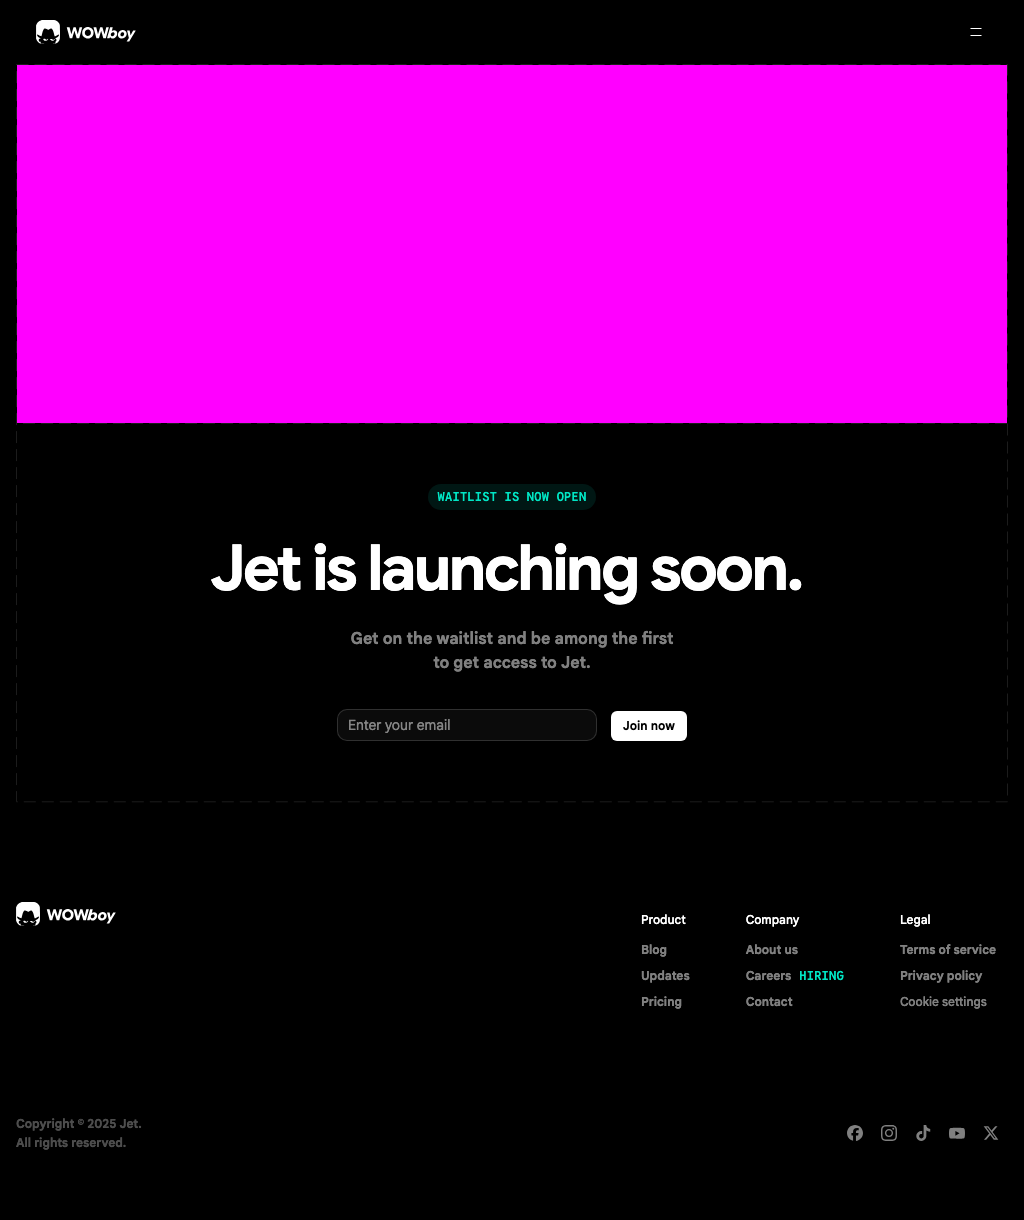 WOWboy
WAITLIST IS NOW OPEN
Jet is launching soon.
Get on the waitlist and be among the first
to get access to Jet.
Enter your email
Join now
WOWboy
Product
Blog
Updates
Pricing
Company
About us
Careers HIRING
Contact
Legal
Terms of service
Privacy policy
Cookie settings
Copyright © 2025 Jet.
All rights reserved.